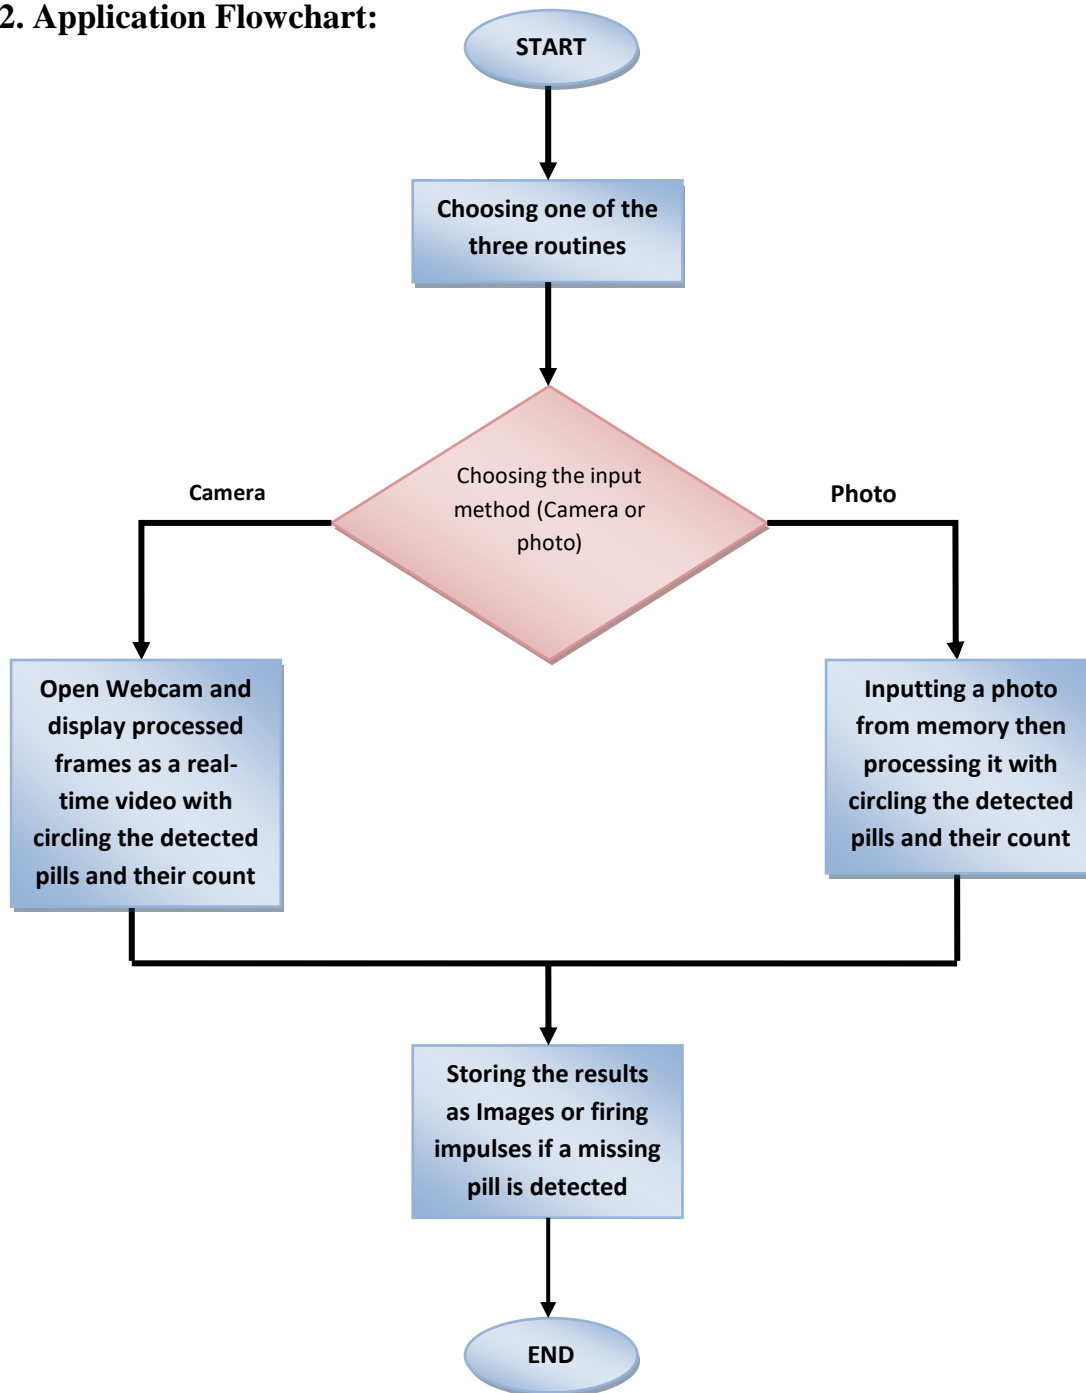 2. Application Flowchart:
START
Choosing one of the
three routines
Choosing the input
method (Camera or
photo)
Camera
Photo
Open Webcam and
display processed
frames as a real-
time video with
circling the detected
pills and their count
Inputting a photo
from memory then
processing it with
circling the detected
pills and their count
Storing the results
as Images or firing
impulses if a missing
pill is detected
END